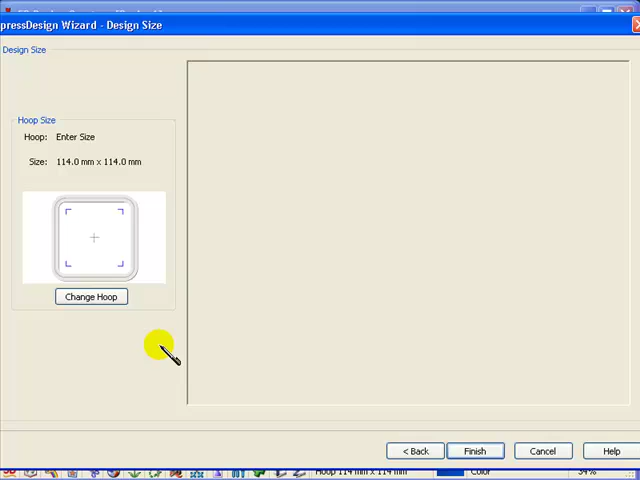 pressDesign Wizard - Design Size
Design Size
Hoop Size
Hoop: Enter Size
Size: 114.0 mm x 114.0 mm
Change Hoop
< Back Finish Cancel Help
Hoop 114 mm x 114 mm Color 34%